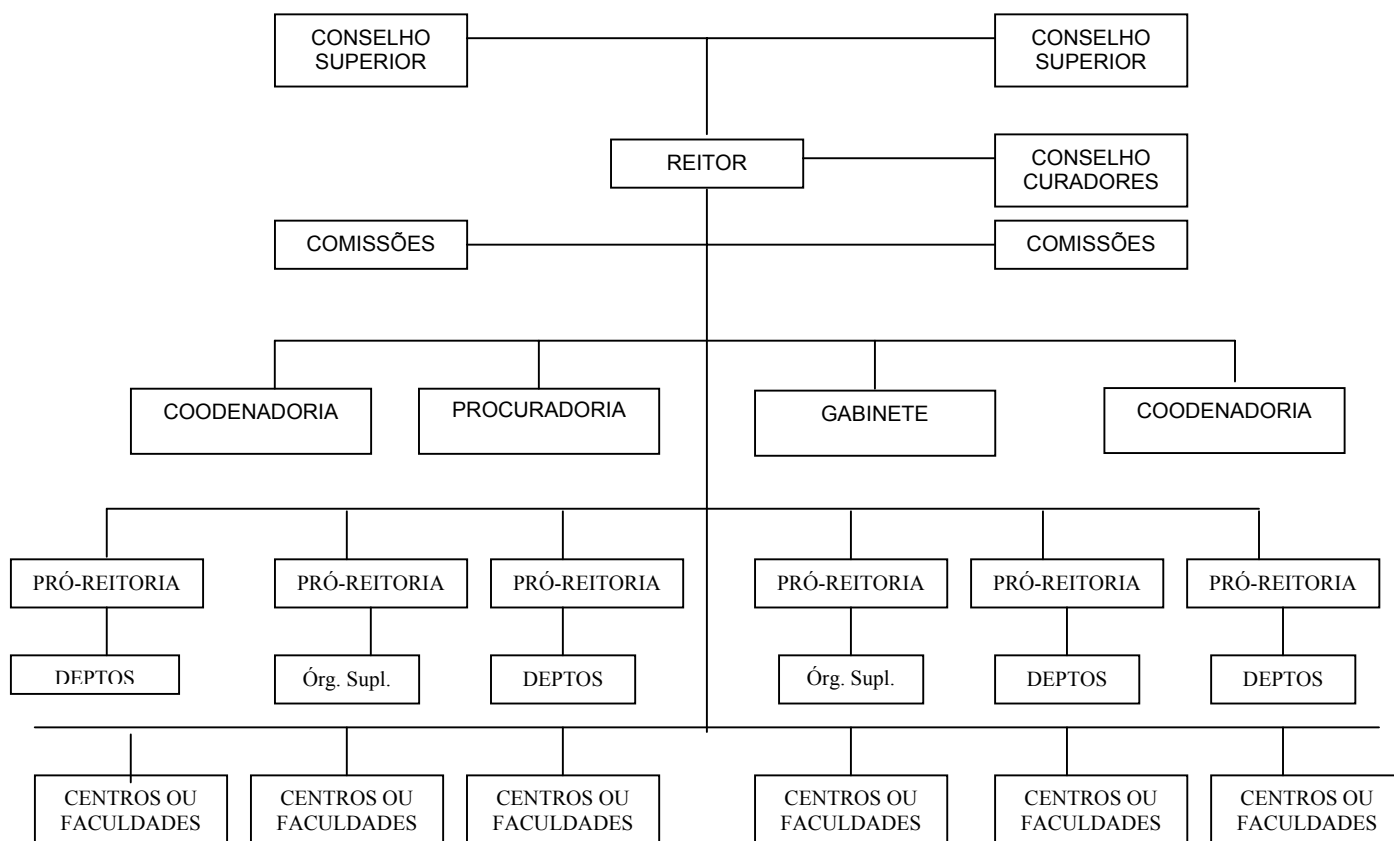 CONSELHO
SUPERIOR
CONSELHO
SUPERIOR
REITOR
CONSELHO
CURADORES
COMISSÕES
COMISSÕES
COODENADORIA
PROCURADORIA
GABINETE
COODENADORIA
PRÓ-REITORIA
PRÓ-REITORIA
PRÓ-REITORIA
PRÓ-REITORIA
PRÓ-REITORIA
PRÓ-REITORIA
DEPTOS
Órg. Supl.
DEPTOS
Órg. Supl.
DEPTOS
DEPTOS
CENTROS OU
FACULDADES
CENTROS OU
FACULDADES
CENTROS OU
FACULDADES
CENTROS OU
FACULDADES
CENTROS OU
FACULDADES
CENTROS OU
FACULDADES